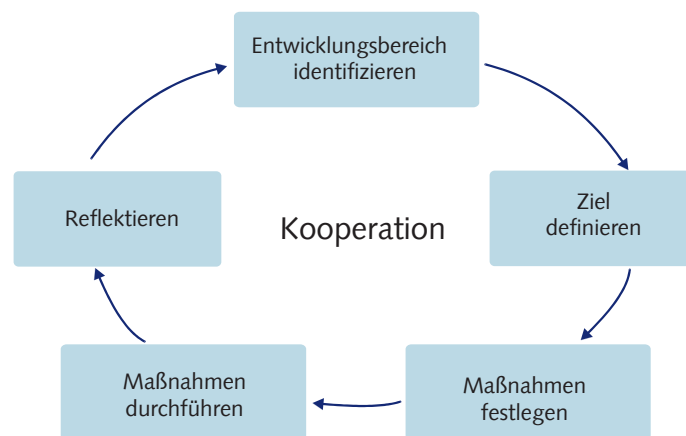 Entwicklungsbereich
identifizieren
Ziel
definieren
Maßnahmen
festlegen
Maßnahmen
durchführen
Reflektieren
Kooperation